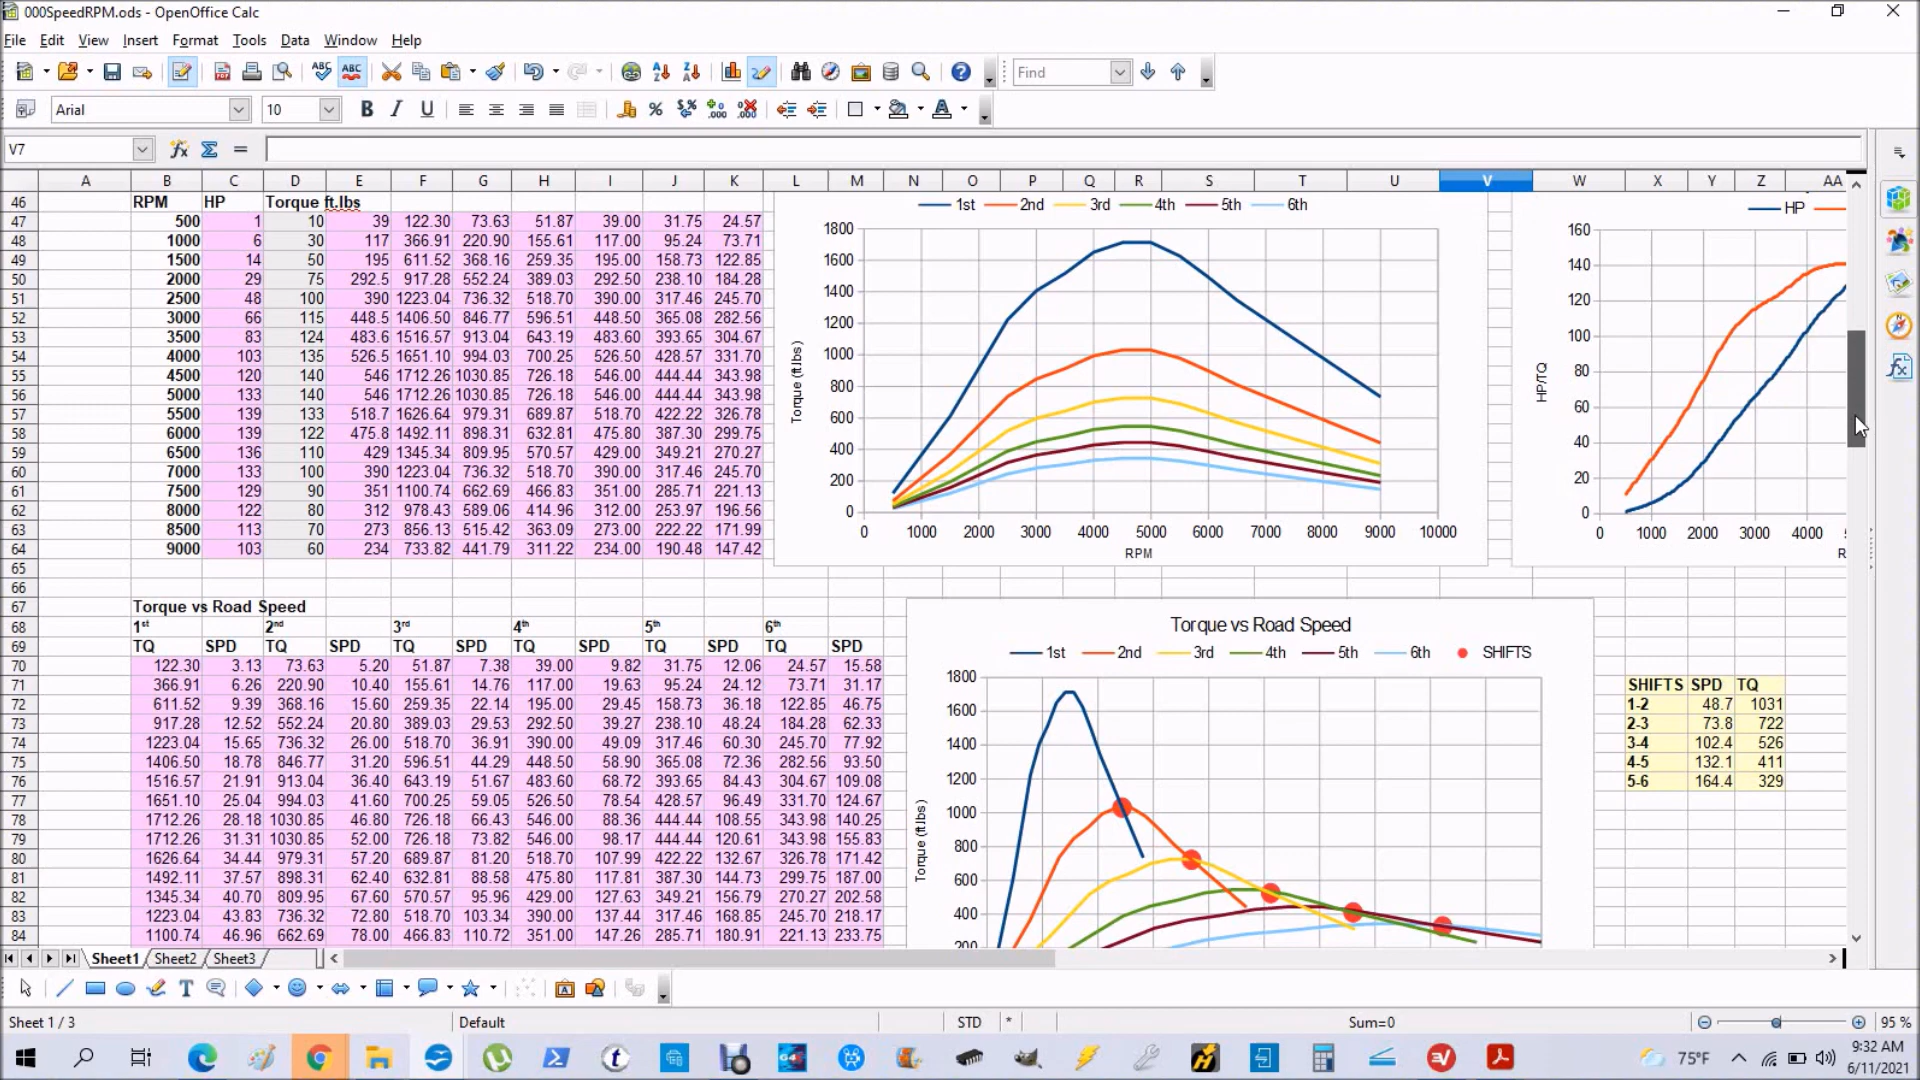 000SpeedRPM.ods - OpenOffice Calc
File Edit View Insert Format Tools Data Window Help
Find
Arial 10
V7
A B C D E F G H I J K L M N O P Q R S T U V W X Y Z AA
46 RPM HP Torque ft.lbs
47 500 1 10 39 122.30 73.63 51.87 39.00 31.75 24.57
48 1000 6 30 117 366.91 220.90 155.61 117.00 95.24 73.71
49 1500 14 50 195 611.52 368.16 259.35 195.00 158.73 122.85
50 2000 29 75 292.5 917.28 552.24 389.03 292.50 238.10 184.28
51 2500 48 100 390 1223.04 736.32 518.70 390.00 317.46 245.70
52 3000 66 115 448.5 1406.50 846.77 596.51 448.50 365.08 282.56
53 3500 83 124 483.6 1516.57 913.04 643.19 483.60 393.65 304.67
54 4000 103 135 526.5 1651.10 994.03 700.25 526.50 428.57 331.70
55 4500 120 140 546 1712.26 1030.85 726.18 546.00 444.44 343.98
56 5000 133 140 546 1712.26 1030.85 726.18 546.00 444.44 343.98
57 5500 139 133 518.7 1626.64 979.31 689.87 518.70 422.22 326.78
58 6000 139 122 475.8 1492.11 898.31 632.81 475.80 387.30 299.75
59 6500 136 110 429 1345.34 809.95 570.57 429.00 349.21 270.27
60 7000 133 100 390 1223.04 736.32 518.70 390.00 317.46 245.70
61 7500 129 90 351 1100.74 662.69 466.83 351.00 285.71 221.13
62 8000 122 80 312 978.43 589.06 414.96 312.00 253.97 196.56
63 8500 113 70 273 856.13 515.42 363.09 273.00 222.22 171.99
64 9000 103 60 234 733.82 441.79 311.22 234.00 190.48 147.42
1st 2nd 3rd 4th 5th 6th
1800
1600
1400
1200
1000
800
600
400
200
0
Torque (ft.lbs)
0 1000 2000 3000 4000 5000 6000 7000 8000 9000 10000
RPM
HP
160
140
120
100
80
60
40
20
0
HP/TQ
0 1000 2000 3000 4000
R
65
66
67 Torque vs Road Speed
68 1st 2nd 3rd 4th 5th 6th
69 TQ SPD TQ SPD TQ SPD TQ SPD TQ SPD TQ SPD
70 122.30 3.13 73.63 5.20 51.87 7.38 39.00 9.82 31.75 12.06 24.57 15.58
71 366.91 6.26 220.90 10.40 155.61 14.76 117.00 19.63 95.24 24.12 73.71 31.17
72 611.52 9.39 368.16 15.60 259.35 22.14 195.00 29.45 158.73 36.18 122.85 46.75
73 917.28 12.52 552.24 20.80 389.03 29.53 292.50 39.27 238.10 48.24 184.28 62.33
74 1223.04 15.65 736.32 26.00 518.70 36.91 390.00 49.09 317.46 60.30 245.70 77.92
75 1406.50 18.78 846.77 31.20 596.51 44.29 448.50 58.90 365.08 72.36 282.56 93.50
76 1516.57 21.91 913.04 36.40 643.19 51.67 483.60 68.72 393.65 84.43 304.67 109.08
77 1651.10 25.04 994.03 41.60 700.25 59.05 526.50 78.54 428.57 96.49 331.70 124.67
78 1712.26 28.18 1030.85 46.80 726.18 66.43 546.00 88.36 444.44 108.55 343.98 140.25
79 1712.26 31.31 1030.85 52.00 726.18 73.82 546.00 98.17 444.44 120.61 343.98 155.83
80 1626.64 34.44 979.31 57.20 689.87 81.20 518.70 107.99 422.22 132.67 326.78 171.42
81 1492.11 37.57 898.31 62.40 632.81 88.58 475.80 117.81 387.30 144.73 299.75 187.00
82 1345.34 40.70 809.95 67.60 570.57 95.96 429.00 127.63 349.21 156.79 270.27 202.58
83 1223.04 43.83 736.32 72.80 518.70 103.34 390.00 137.44 317.46 168.85 245.70 218.17
84 1100.74 46.96 662.69 78.00 466.83 110.72 351.00 147.26 285.71 180.91 221.13 233.75
Torque vs Road Speed
1st 2nd 3rd 4th 5th 6th SHIFTS
1800
1600
1400
1200
1000
800
600
400
200
Torque (ft.lbs)
SHIFTS SPD TQ
1-2 48.7 1031
2-3 73.8 722
3-4 102.4 526
4-5 132.1 411
5-6 164.4 329
Sheet1 Sheet2 Sheet3
Sheet 1 / 3 Default STD * Sum=0 95 %
75°F 9:32 AM
6/11/2021